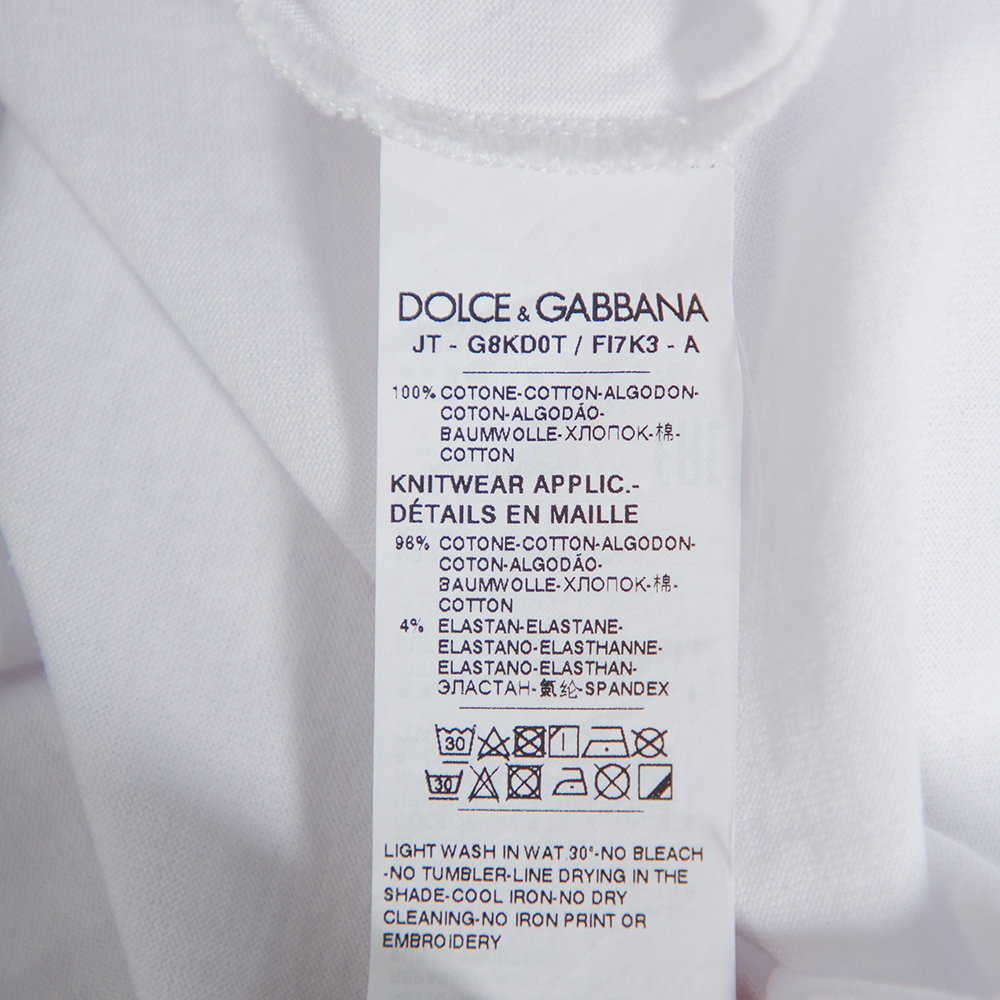 DOLCE & GABBANA
JT - G8KD0T / FI7K3 - A
100% COTONE-COTTON-ALGODON-
COTON-ALGODÃO-
BAUMWOLLE-ХЛОПОК-棉-
COTTON
KNITWEAR APPLIC.-
DÉTAILS EN MAILLE
96% COTONE-COTTON-ALGODON-
COTON-ALGODÃO-
BAUMWOLLE-ХЛОПОК-棉-
COTTON
4% ELASTAN-ELASTANE-
ELASTANO-ELASTHANNE-
ELASTANO-ELASTHAN-
ЭЛАСТАН-氨纶-SPANDEX
30
30
LIGHT WASH IN WAT.30°-NO BLEACH
-NO TUMBLER-LINE DRYING IN THE
SHADE-COOL IRON-NO DRY
CLEANING-NO IRON PRINT OR
EMBROIDERY